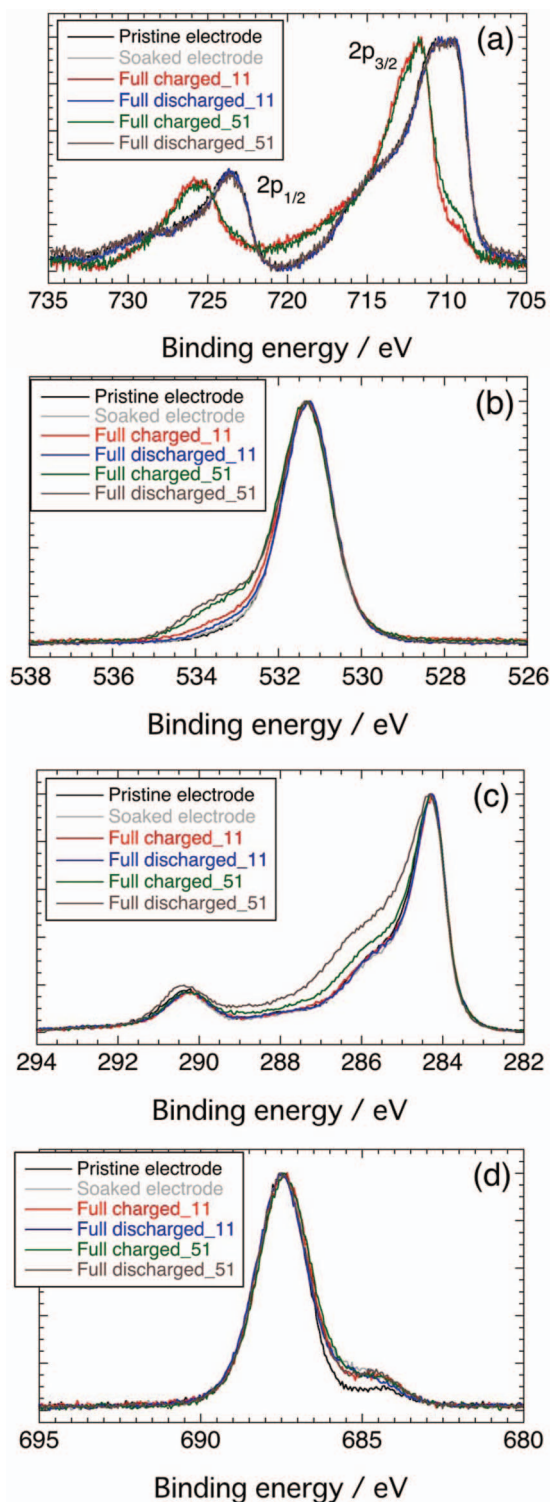 Pristine electrode
Soaked electrode
Full charged_11
Full discharged_11
Full charged_51
Full discharged_51
(a)
2p3/2
2p1/2
735 730 725 720 715 710 705
Binding energy / eV
Pristine electrode
Soaked electrode
Full charged_11
Full discharged_11
Full charged_51
Full discharged_51
(b)
538 536 534 532 530 528 526
Binding energy / eV
Pristine electrode
Soaked electrode
Full charged_11
Full discharged_11
Full charged_51
Full discharged_51
(c)
294 292 290 288 286 284 282
Binding energy / eV
Pristine electrode
Soaked electrode
Full charged_11
Full discharged_11
Full charged_51
Full discharged_51
(d)
695 690 685 680
Binding energy / eV